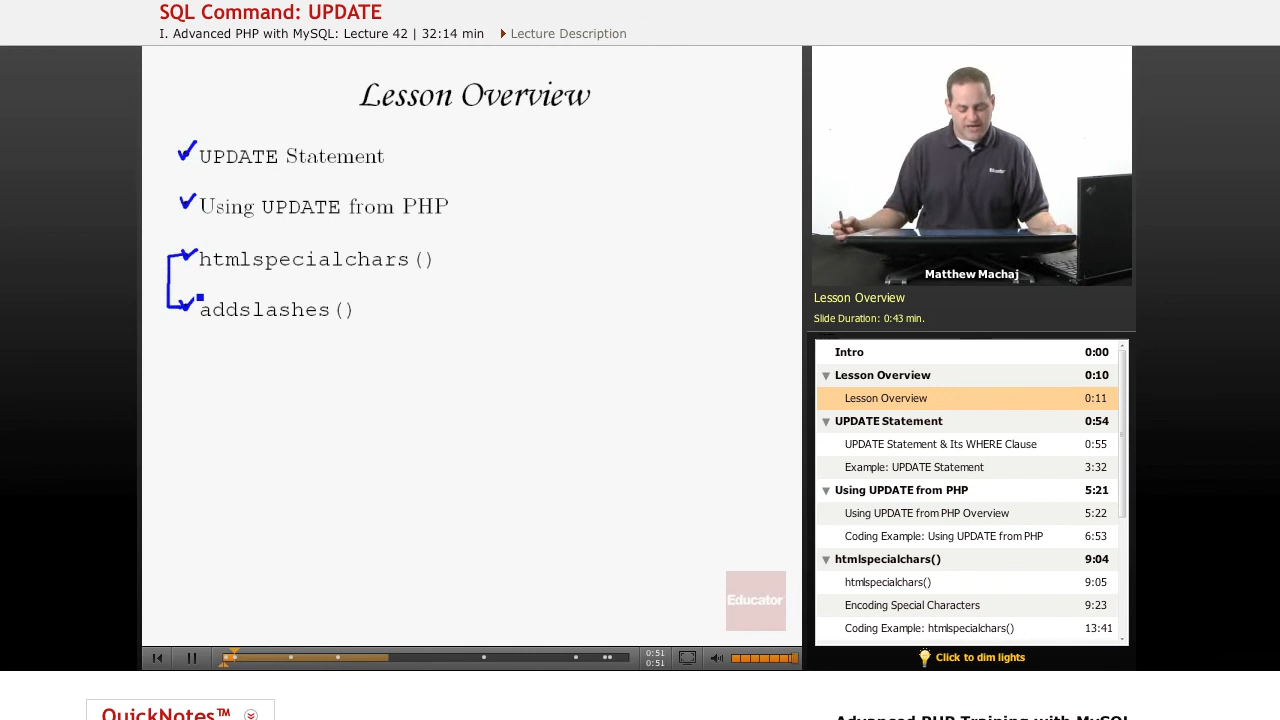 SQL Command: UPDATE
I. Advanced PHP with MySQL: Lecture 42 | 32:14 min Lecture Description
Lesson Overview
UPDATE Statement
Using UPDATE from PHP
htmlspecialchars()
addslashes()
Educator
0:51
0:51
Matthew Machaj
Lesson Overview
Slide Duration: 0:43 min.
Intro 0:00
Lesson Overview 0:10
Lesson Overview 0:11
UPDATE Statement 0:54
UPDATE Statement & Its WHERE Clause 0:55
Example: UPDATE Statement 3:32
Using UPDATE from PHP 5:21
Using UPDATE from PHP Overview 5:22
Coding Example: Using UPDATE from PHP 6:53
htmlspecialchars() 9:04
htmlspecialchars() 9:05
Encoding Special Characters 9:23
Coding Example: htmlspecialchars() 13:41
Click to dim lights
QuickNotes™
Advanced PHP Training with MySQL